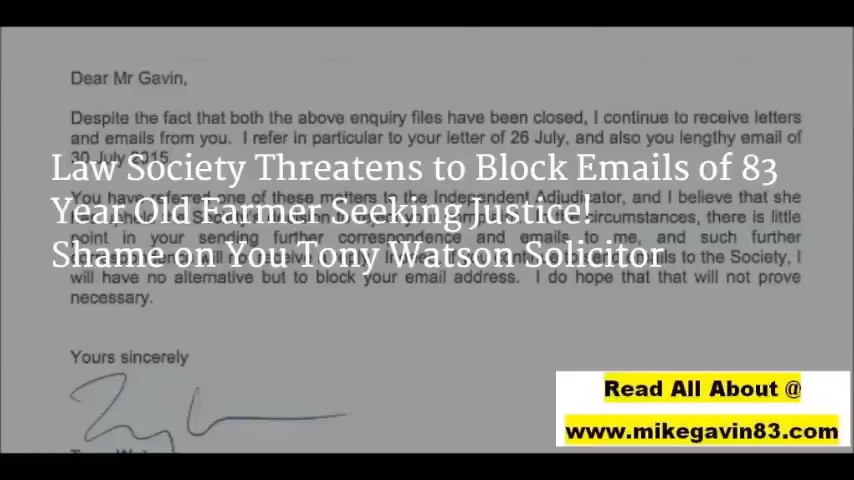 Dear Mr Gavin,
Despite the fact that both the above enquiry files have been closed, I continue to receive letters
and emails from you. I refer in particular to your letter of 26 July, and also you lengthy email of
30 July 2015
Law Society Threatens to Block Emails of 83
You have referred one of these matters to the Independent Adjudicator, and I believe that she
Year Old Farmer Seeking Justice!
circumstances, there is little
point in your sending further correspondence and emails to me, and such further
Shame on You Tony Watson Solicitor
to the Society, I
will have no alternative but to block your email address. I do hope that that will not prove
necessary.
Yours sincerely
Read All About @
www.mikegavin83.com